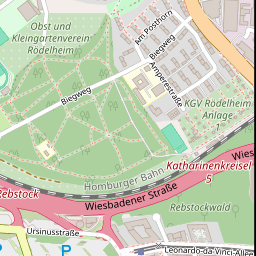 Obst und
Kleingartenverein
Rödelheim
Am Posthorn
Biegweg
Amperestraße
Biegweg
KGV Rödelheim
Anlage
1
Katharinenkreisel
5
Wies
Homburger Bahn
Rebstock
Wiesbadener Straße
Rebstockwald
Ursinusstraße
P
P
Leonardo-da-Vinci-Allee